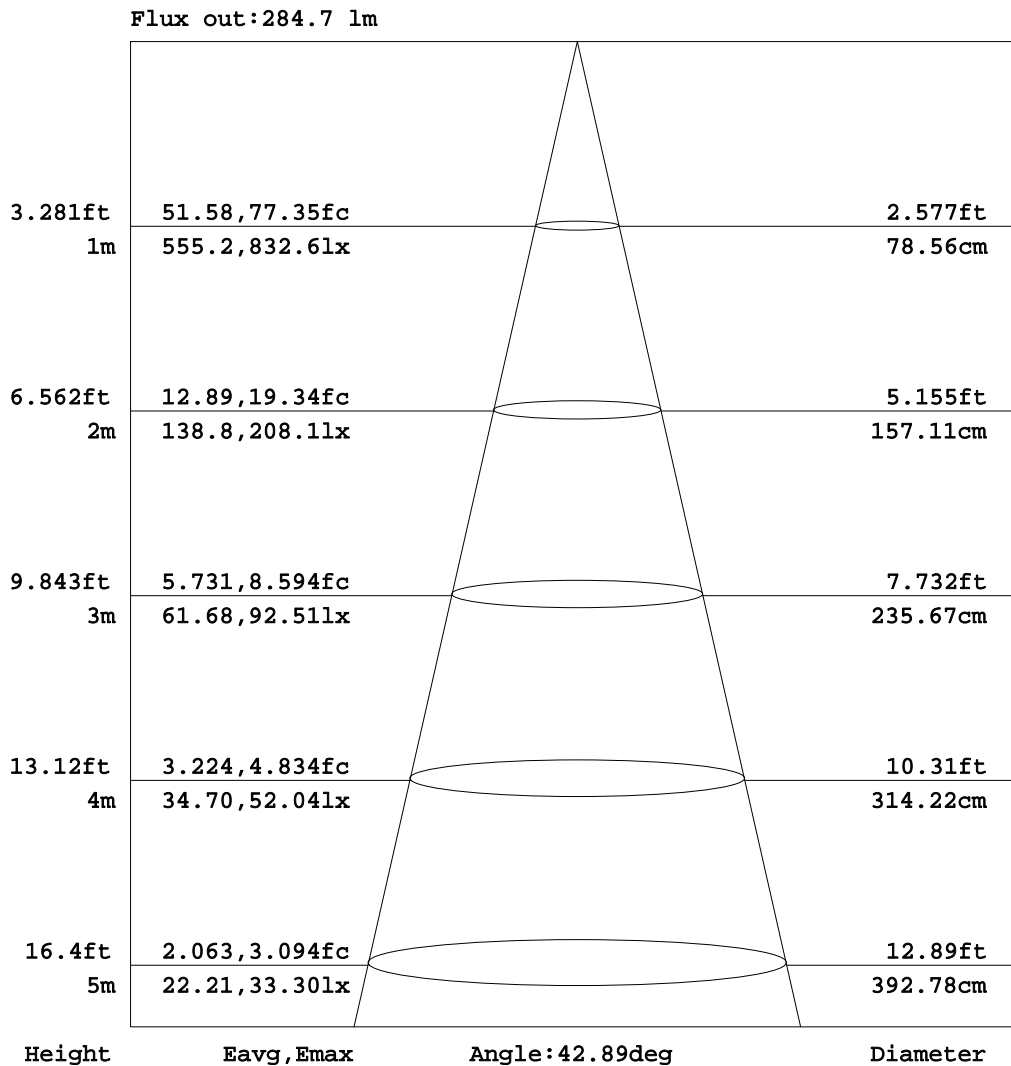 Flux out:284.7 lm
3.281ft 51.58,77.35fc 2.577ft
1m 555.2,832.6lx 78.56cm
6.562ft 12.89,19.34fc 5.155ft
2m 138.8,208.1lx 157.11cm
9.843ft 5.731,8.594fc 7.732ft
3m 61.68,92.51lx 235.67cm
13.12ft 3.224,4.834fc 10.31ft
4m 34.70,52.04lx 314.22cm
16.4ft 2.063,3.094fc 12.89ft
5m 22.21,33.30lx 392.78cm
Height Eavg,Emax Angle:42.89deg Diameter